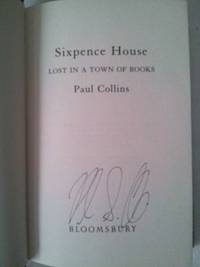 Sixpence House
LOST IN A TOWN OF BOOKS
Paul Collins
BLOOMSBURY